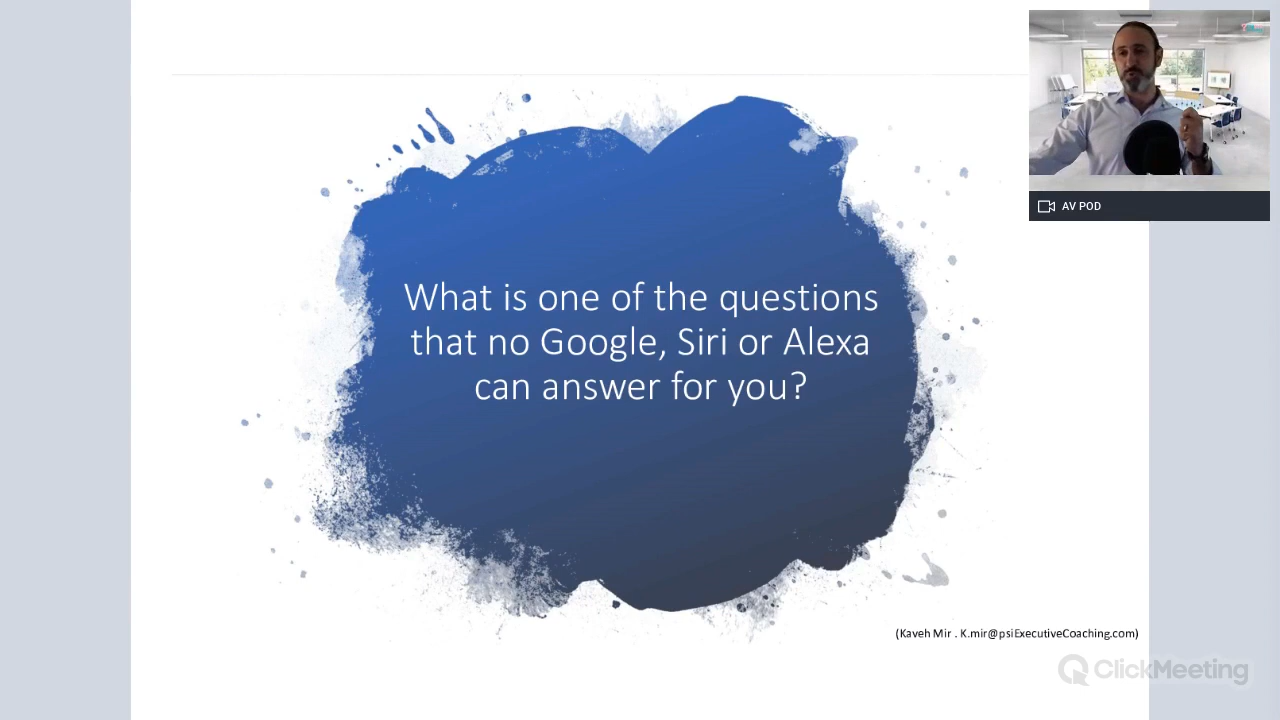 What is one of the questions
that no Google, Siri or Alexa
can answer for you?
AV POD
(Kaveh Mir . K.mir@psiExecutiveCoaching.com)
ClickMeeting